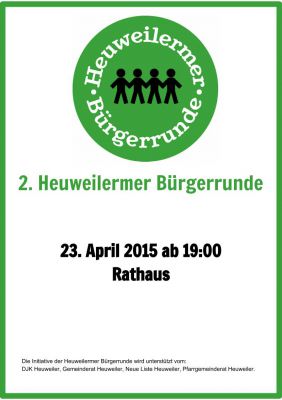 · Heuweilermer ·
Bürgerrunde
2. Heuweilermer Bürgerrunde
23. April 2015 ab 19:00
Rathaus
Die Initiative der Heuweilermer Bürgerrunde wird unterstützt vom:
DJK Heuweiler, Gemeinderat Heuweiler, Neue Liste Heuweiler, Pfarrgemeinderat Heuweiler.